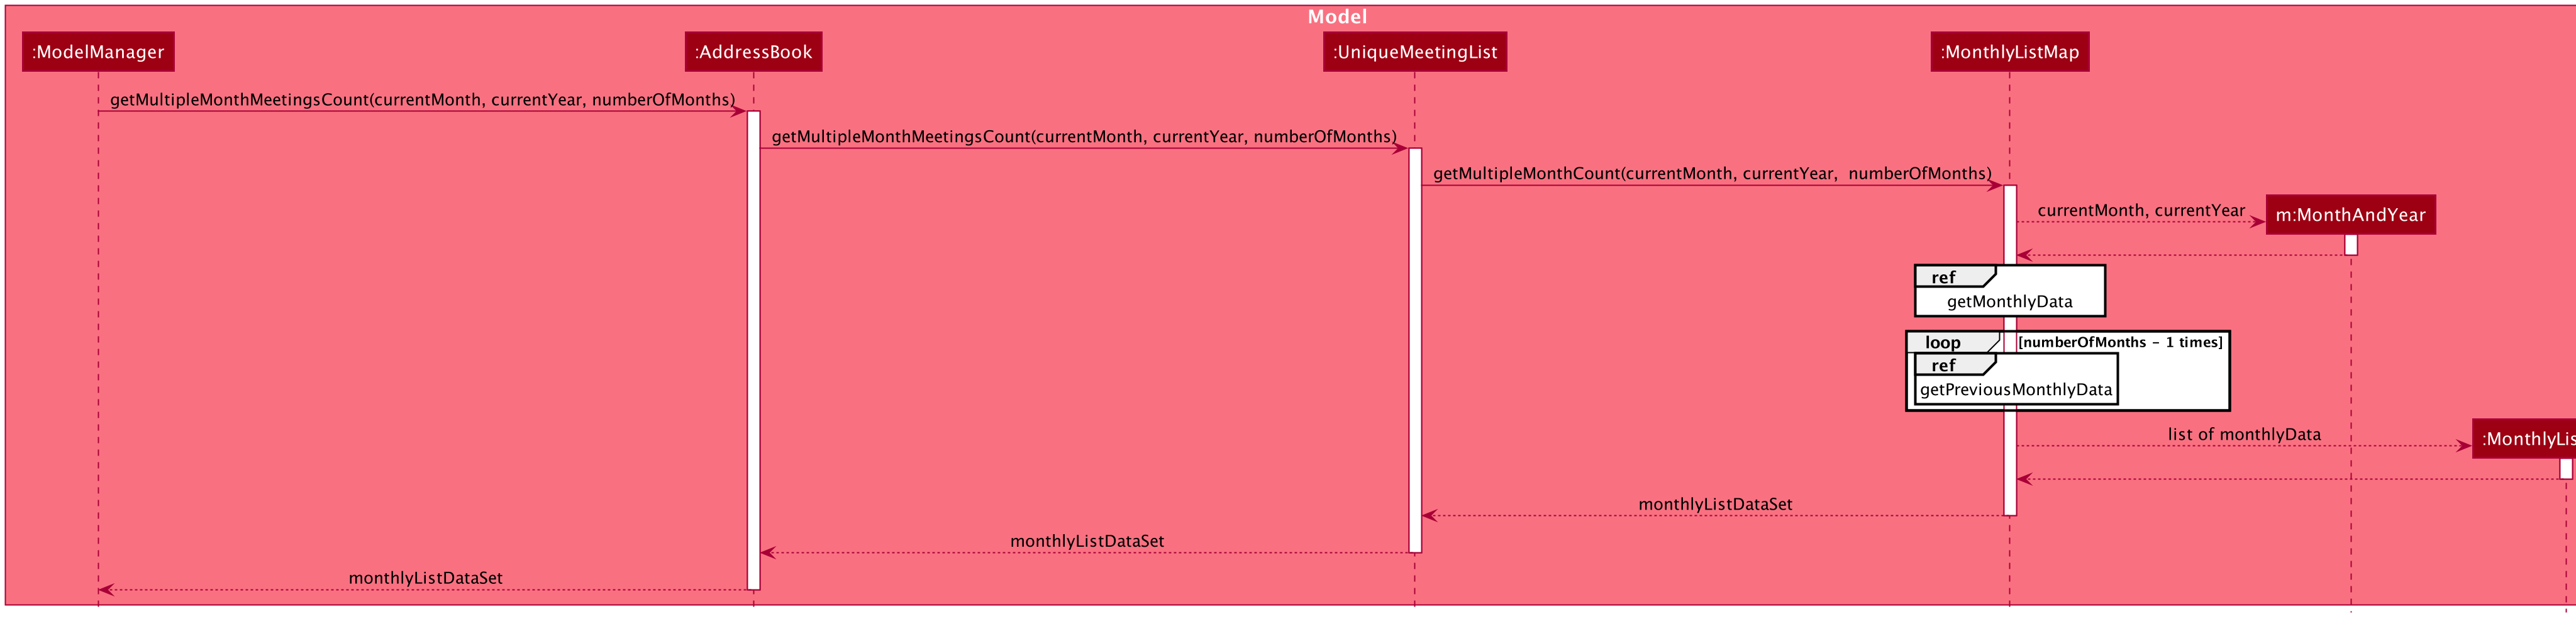 Model
:ModelManager
:AddressBook
:UniqueMeetingList
:MonthlyListMap
getMultipleMonthMeetingsCount(currentMonth, currentYear, numberOfMonths)
getMultipleMonthMeetingsCount(currentMonth, currentYear, numberOfMonths)
getMultipleMonthCount(currentMonth, currentYear,  numberOfMonths)
currentMonth, currentYear
m:MonthAndYear
ref
getMonthlyData
loop
[numberOfMonths - 1 times]
ref
getPreviousMonthlyData
list of monthlyData
:MonthlyLis
monthlyListDataSet
monthlyListDataSet
monthlyListDataSet